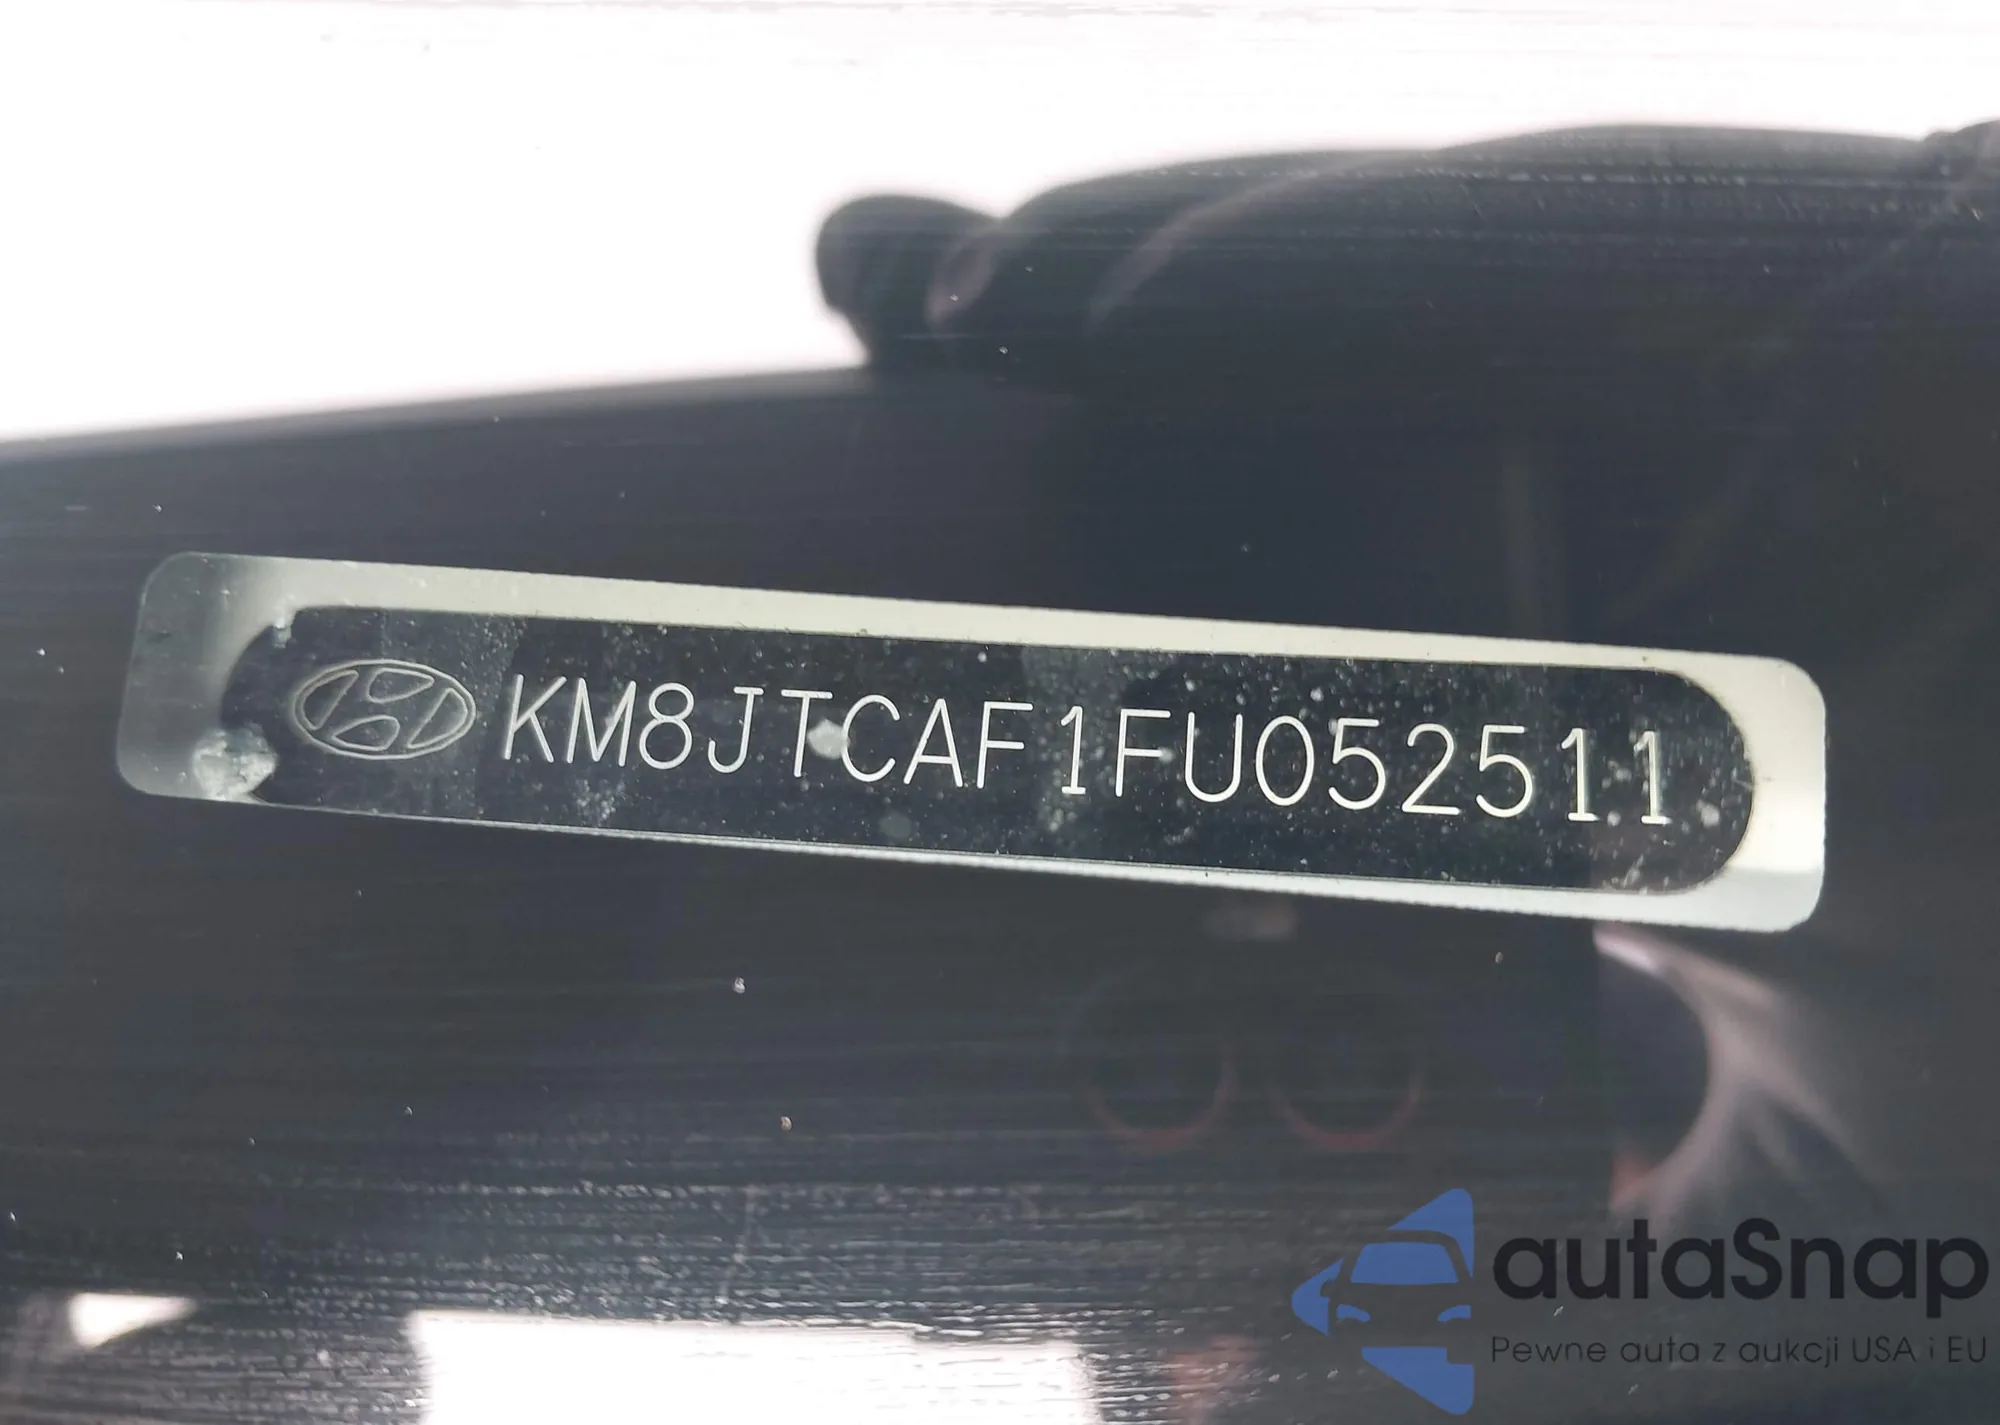 KM8JTCAF1FU052511
autaSnap
Pewne auta z aukcji USA i EU